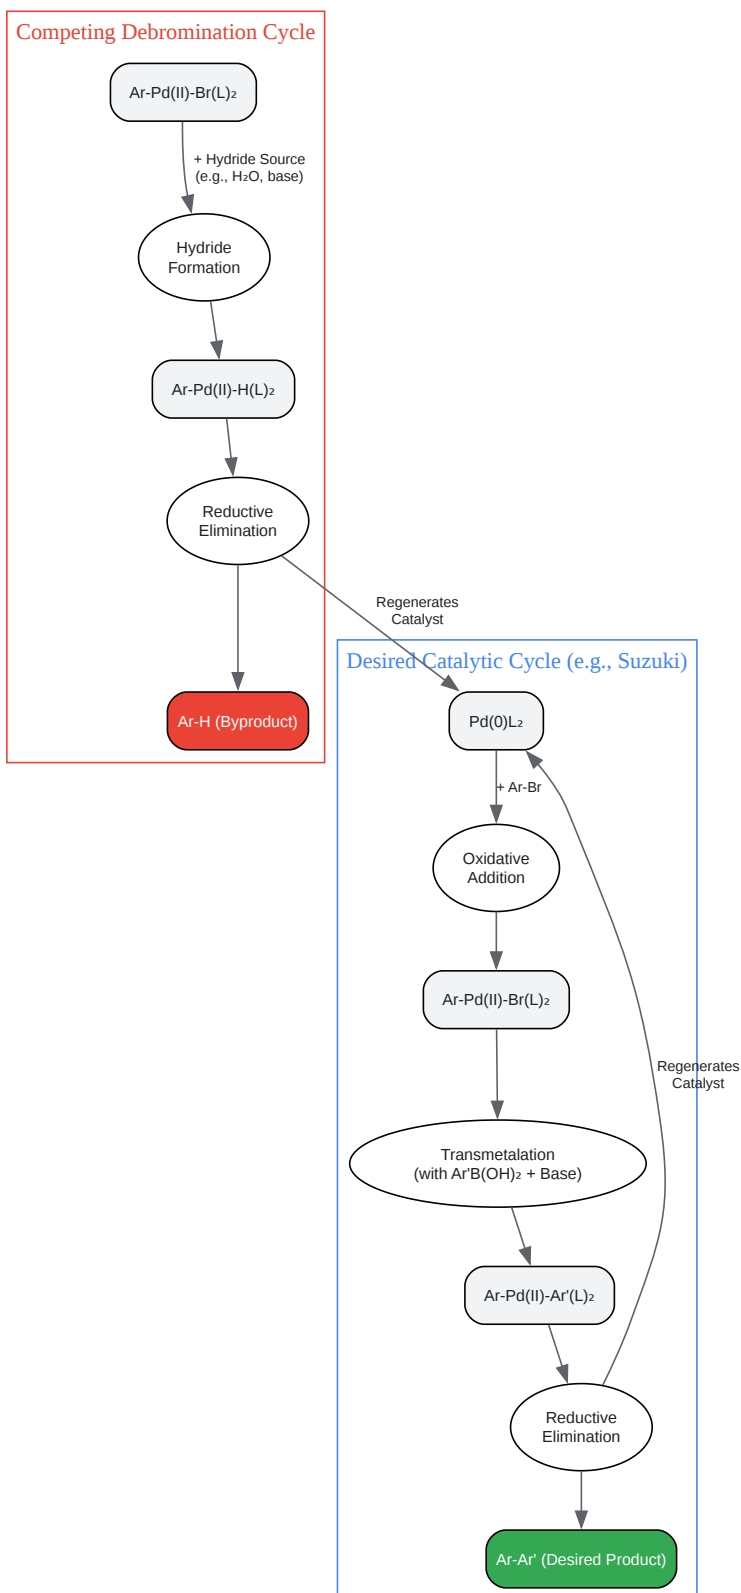 Competing Debromination Cycle
Ar-Pd(II)-Br(L)₂
+ Hydride Source
(e.g., H₂O, base)
Hydride
Formation
Ar-Pd(II)-H(L)₂
Reductive
Elimination
Regenerates
Catalyst
Ar-H (Byproduct)
Desired Catalytic Cycle (e.g., Suzuki)
Pd(0)L₂
+ Ar-Br
Oxidative
Addition
Ar-Pd(II)-Br(L)₂
Regenerates
Catalyst
Transmetalation
(with Ar'B(OH)₂ + Base)
Ar-Pd(II)-Ar'(L)₂
Reductive
Elimination
Ar-Ar' (Desired Product)